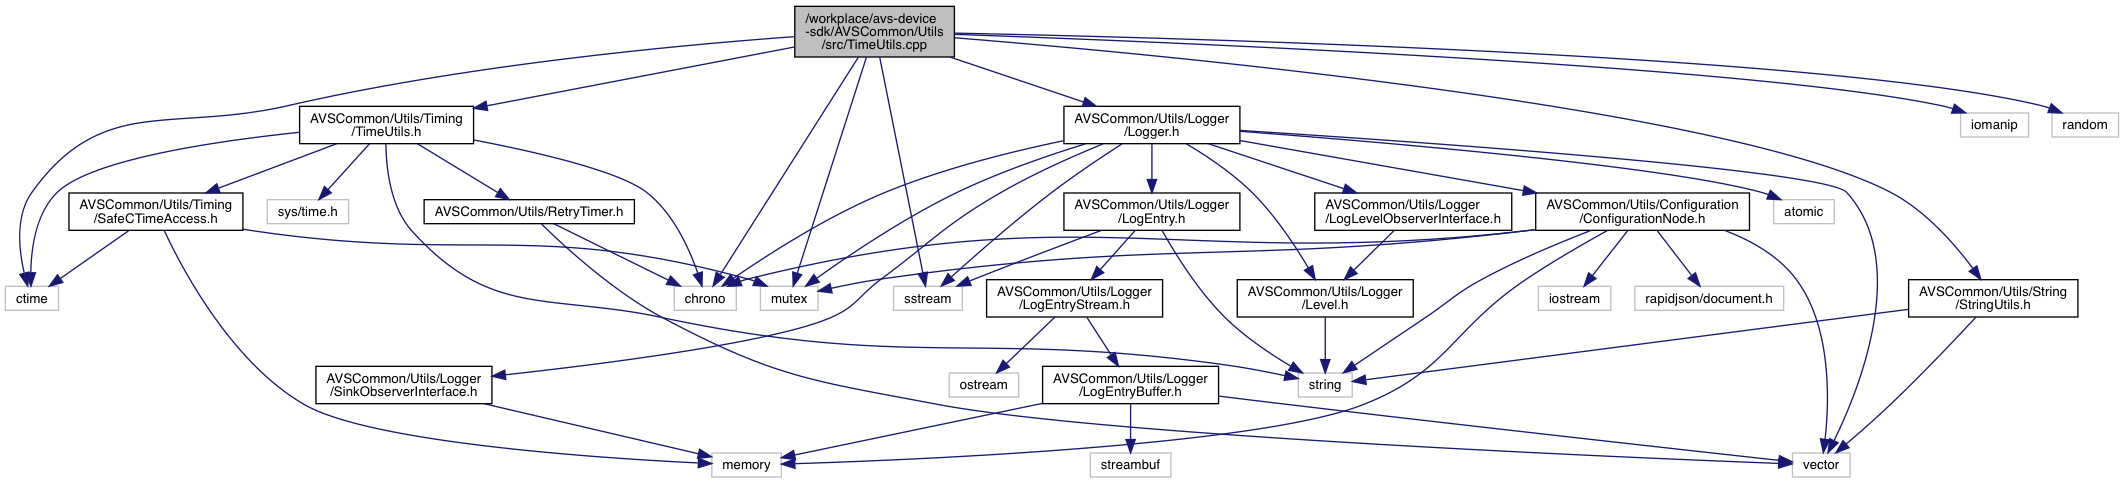 /workplace/avs-device
-sdk/AVSCommon/Utils
/src/TimeUtils.cpp
AVSCommon/Utils/Timing
/TimeUtils.h
AVSCommon/Utils/Logger
/Logger.h
iomanip
random
AVSCommon/Utils/Timing
/SafeCTimeAccess.h
sys/time.h
AVSCommon/Utils/RetryTimer.h
AVSCommon/Utils/Logger
/LogEntry.h
AVSCommon/Utils/Logger
/LogLevelObserverInterface.h
AVSCommon/Utils/Configuration
/ConfigurationNode.h
atomic
ctime
chrono
mutex
sstream
AVSCommon/Utils/Logger
/LogEntryStream.h
AVSCommon/Utils/Logger
/Level.h
iostream
rapidjson/document.h
AVSCommon/Utils/String
/StringUtils.h
AVSCommon/Utils/Logger
/SinkObserverInterface.h
ostream
AVSCommon/Utils/Logger
/LogEntryBuffer.h
string
memory
streambuf
vector